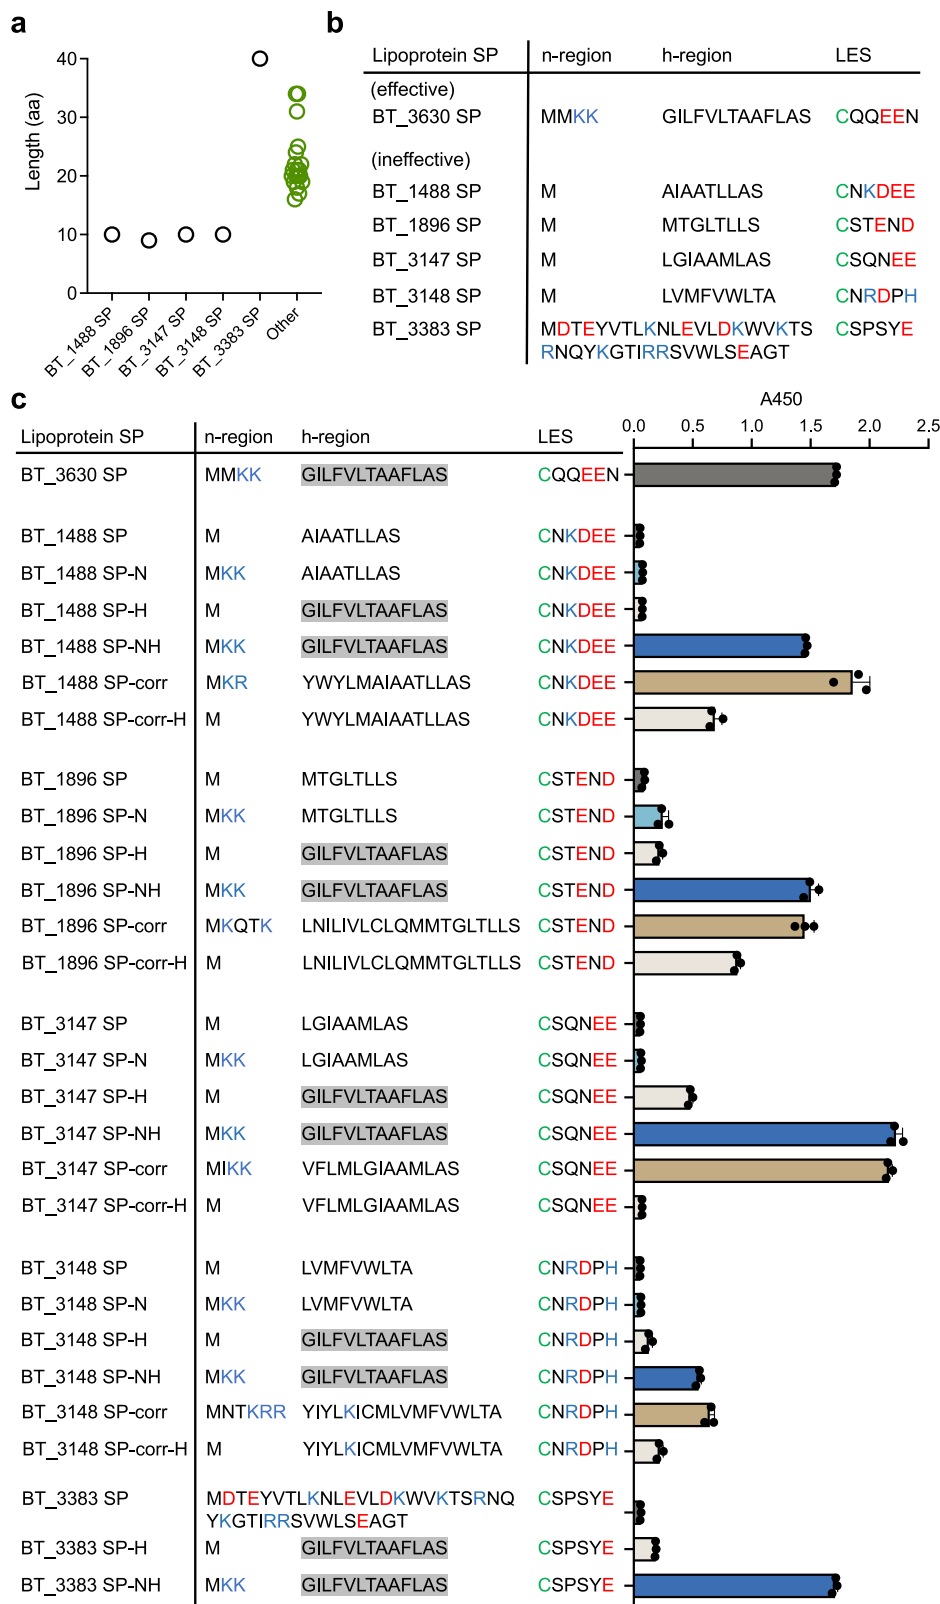 a
Length (aa)
40
30
20
10
0
BT_1488 SP
BT_1896 SP
BT_3147 SP
BT_3148 SP
BT_3383 SP
Other
b
Lipoprotein SP n-region h-region LES
(effective)
BT_3630 SP MMKK GILFVLTAAFLAS CQQEEN
(ineffective)
BT_1488 SP M AIAATLLAS CNKDEE
BT_1896 SP M MTGLTLLS CSTEND
BT_3147 SP M LGIAAMLAS CSQNEE
BT_3148 SP M LVMFVWLTA CNRDPH
BT_3383 SP MDTEYVTLKNLEVLDKWVKTS CSPSYE
RNQYKGTIRRSVWLSEAGT
c
A450
Lipoprotein SP n-region h-region LES 0.0 0.5 1.0 1.5 2.0 2.5
BT_3630 SP MMKK GILFVLTAAFLAS CQQEEN
BT_1488 SP M AIAATLLAS CNKDEE
BT_1488 SP-N MKK AIAATLLAS CNKDEE
BT_1488 SP-H M GILFVLTAAFLAS CNKDEE
BT_1488 SP-NH MKK GILFVLTAAFLAS CNKDEE
BT_1488 SP-corr MKR YWYLMAIAATLLAS CNKDEE
BT_1488 SP-corr-H M YWYLMAIAATLLAS CNKDEE
BT_1896 SP M MTGLTLLS CSTEND
BT_1896 SP-N MKK MTGLTLLS CSTEND
BT_1896 SP-H M GILFVLTAAFLAS CSTEND
BT_1896 SP-NH MKK GILFVLTAAFLAS CSTEND
BT_1896 SP-corr MKQTK LNILIVLCLQMMTGLTLLS CSTEND
BT_1896 SP-corr-H M LNILIVLCLQMMTGLTLLS CSTEND
BT_3147 SP M LGIAAMLAS CSQNEE
BT_3147 SP-N MKK LGIAAMLAS CSQNEE
BT_3147 SP-H M GILFVLTAAFLAS CSQNEE
BT_3147 SP-NH MKK GILFVLTAAFLAS CSQNEE
BT_3147 SP-corr MIKK VFLMLGIAAMLAS CSQNEE
BT_3147 SP-corr-H M VFLMLGIAAMLAS CSQNEE
BT_3148 SP M LVMFVWLTA CNRDPH
BT_3148 SP-N MKK LVMFVWLTA CNRDPH
BT_3148 SP-H M GILFVLTAAFLAS CNRDPH
BT_3148 SP-NH MKK GILFVLTAAFLAS CNRDPH
BT_3148 SP-corr MNTKRR YIYLKICMLVMFVWLTA CNRDPH
BT_3148 SP-corr-H M YIYLKICMLVMFVWLTA CNRDPH
BT_3383 SP MDTEYVTLKNLEVLDKWVKTSRNQ CSPSYE
YKGTIRRSVWLSEAGT
BT_3383 SP-H M GILFVLTAAFLAS CSPSYE
BT_3383 SP-NH MKK GILFVLTAAFLAS CSPSYE